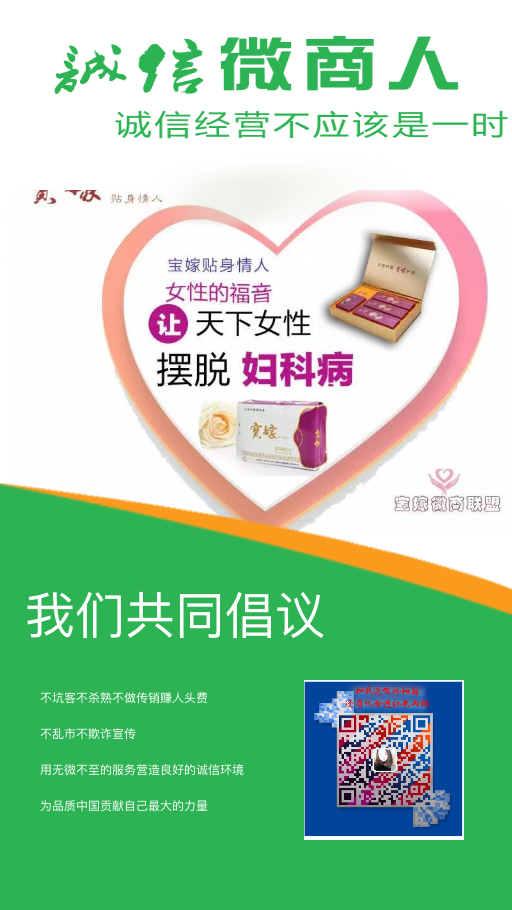 誠信微商人
诚信经营不应该是一时
贴身情人
宝嫁贴身情人
女性的福音
让 天下女性
摆脱 妇科病
宝嫁
宝嫁微商联盟
我们共同倡议
不坑客不杀熟不做传销赚人头费
不乱市不欺诈宣传
用无微不至的服务营造良好的诚信环境
为品质中国贡献自己最大的力量